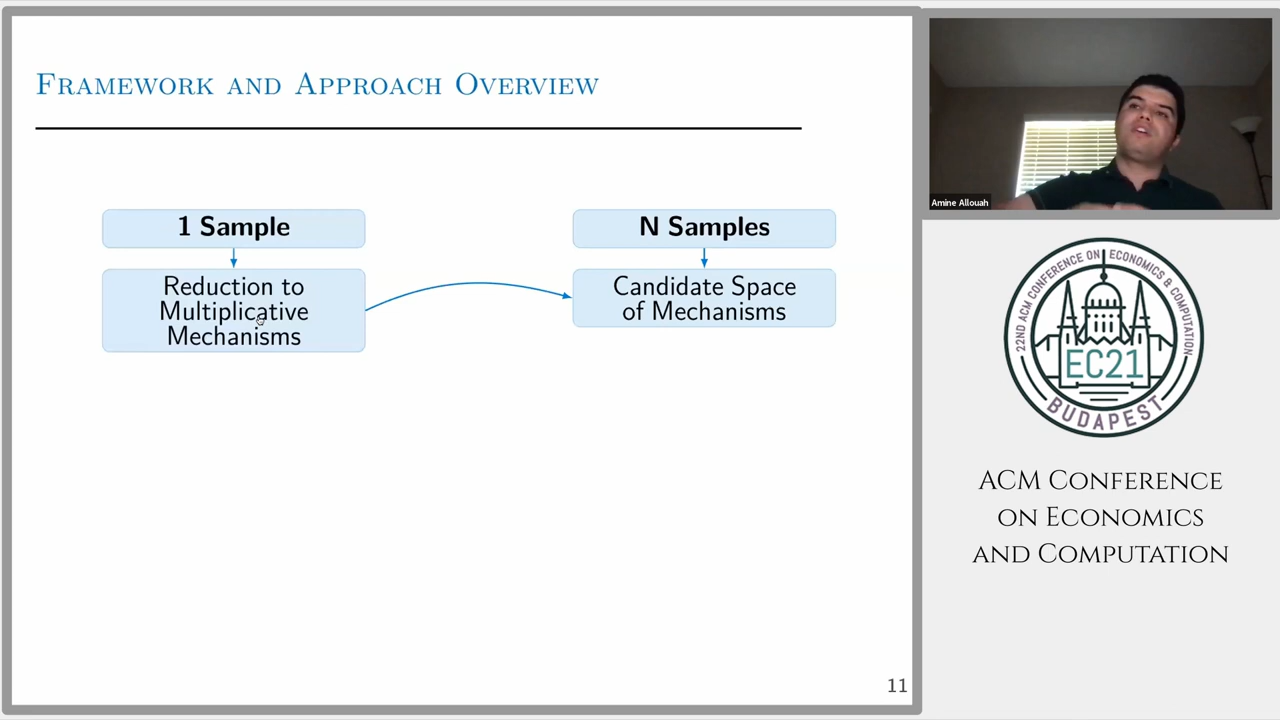 Framework and Approach Overview
1 Sample
Reduction to
Multiplicative
Mechanisms
N Samples
Candidate Space
of Mechanisms
11
Amine Allouah
22ND ACM CONFERENCE ON ECONOMICS & COMPUTATION
EC21
BUDAPEST
ACM Conference
on Economics
and Computation